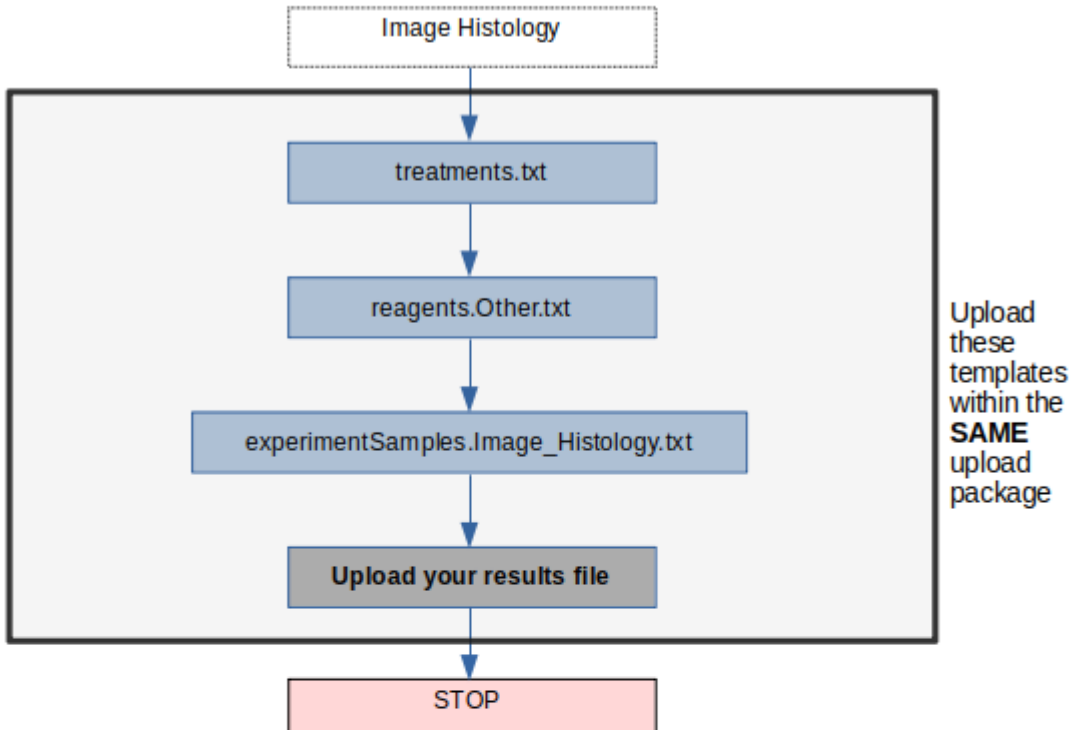 Image Histology
treatments.txt
reagents.Other.txt
experimentSamples.Image_Histology.txt
Upload your results file
STOP
Upload
these
templates
within the
SAME
upload
package